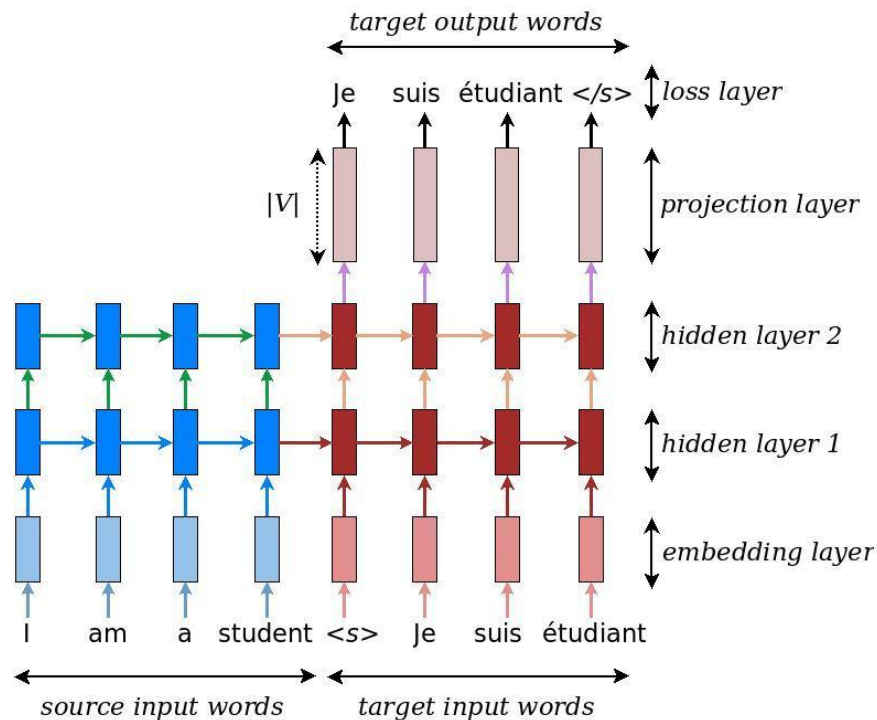 target output words
Je suis étudiant </s> loss layer
|V| projection layer
hidden layer 2
hidden layer 1
embedding layer
I am a student <s> Je suis étudiant
source input words target input words